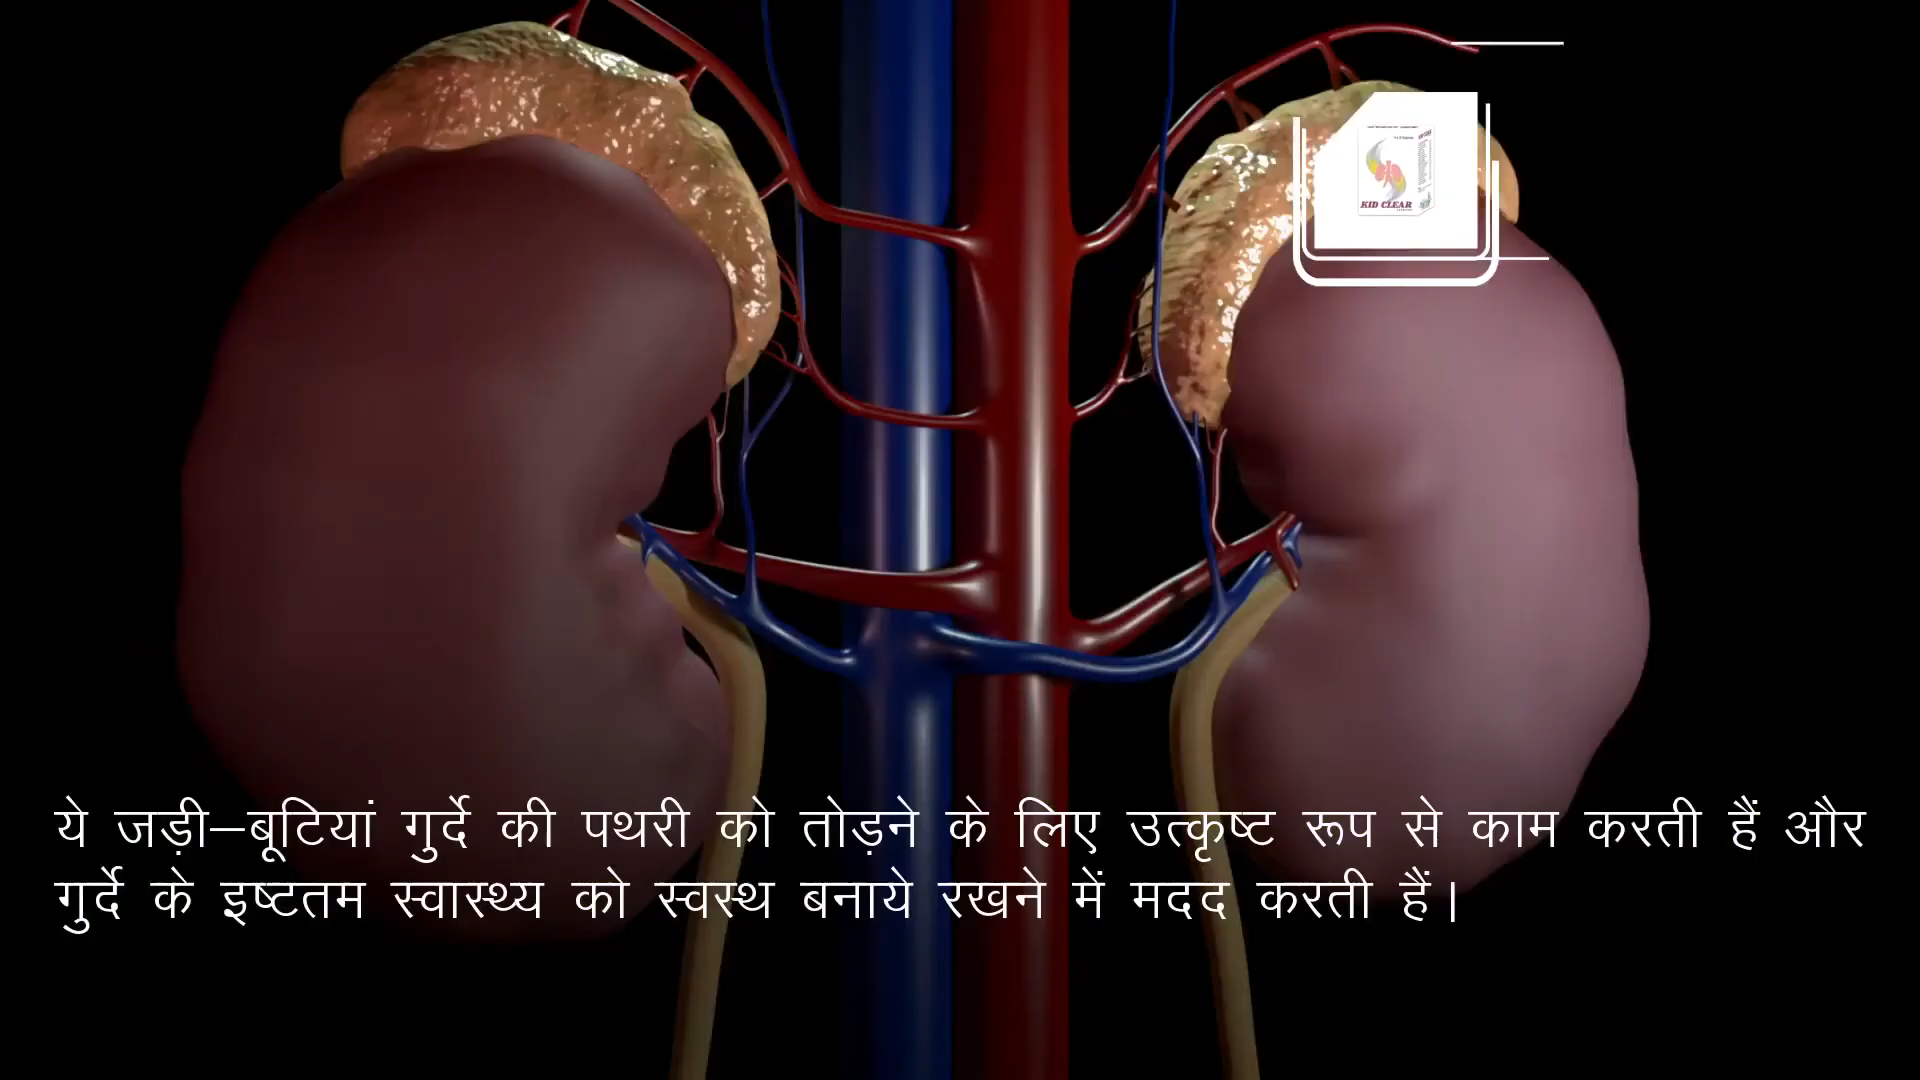 KID CLEAR
ये जड़ी–बूटियां गुर्दे की पथरी को तोड़ने के लिए उत्कृष्ट रूप से काम करती हैं और
गुर्दे के इष्टतम स्वास्थ्य को स्वस्थ बनाये रखने में मदद करती हैं।